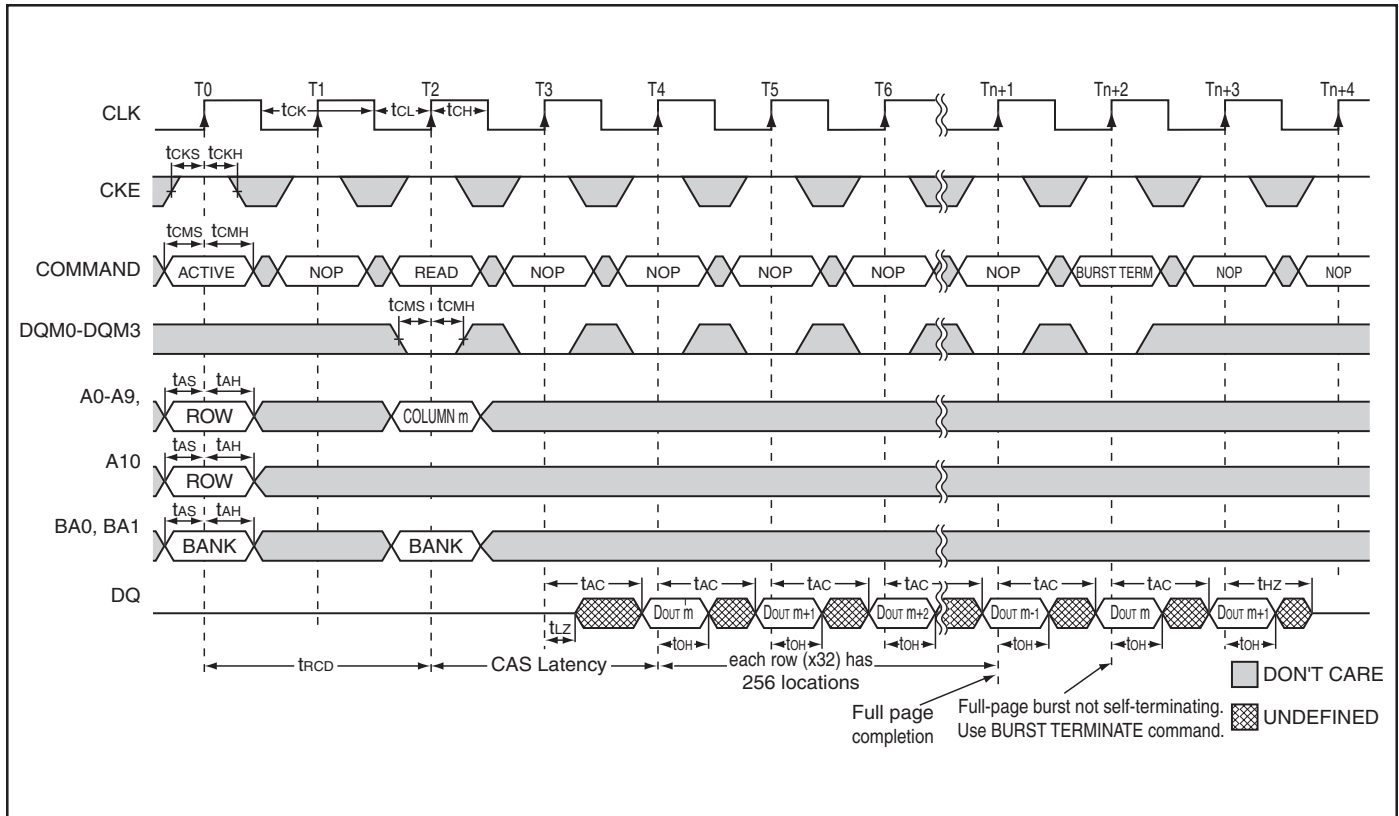 T0 T1 T2 T3 T4 T5 T6 Tn+1 Tn+2 Tn+3 Tn+4
CLK tCK tCL tCH
tCKS tCKH
CKE
tCMS tCMH
COMMAND ACTIVE NOP READ NOP NOP NOP NOP NOP BURST TERM NOP NOP
tCMS tCMH
DQM0-DQM3
tAS tAH
A0-A9, ROW COLUMN m
tAS tAH
A10 ROW
tAS tAH
BA0, BA1 BANK BANK
tAC tAC tAC tAC tAC tAC tHZ
DQ DOUT m DOUT m+1 DOUT m+2 DOUT m-1 DOUT m DOUT m+1
tLZ tOH tOH tOH tOH tOH tOH
tRCD CAS Latency each row (x32) has
256 locations
Full page
completion
Full-page burst not self-terminating.
Use BURST TERMINATE command.
DON'T CARE
UNDEFINED